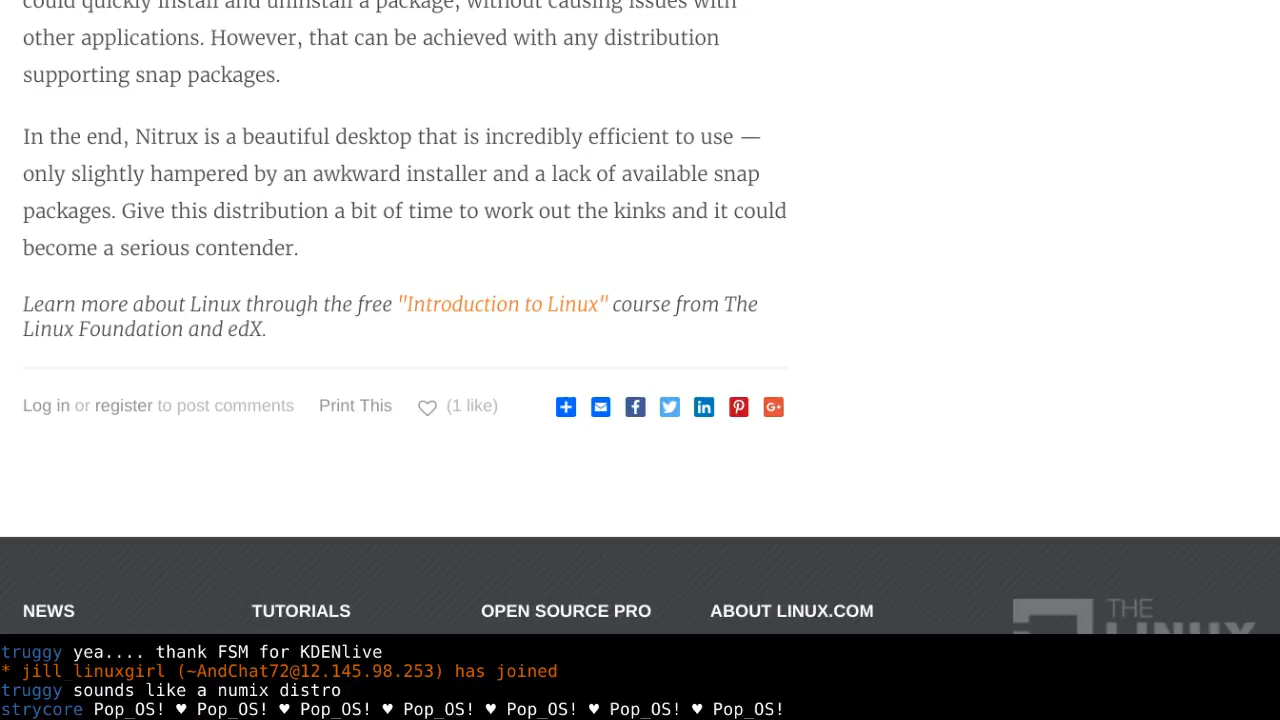 could quickly install and uninstall a package, without causing issues with
other applications. However, that can be achieved with any distribution
supporting snap packages.
In the end, Nitrux is a beautiful desktop that is incredibly efficient to use —
only slightly hampered by an awkward installer and a lack of available snap
packages. Give this distribution a bit of time to work out the kinks and it could
become a serious contender.
Learn more about Linux through the free "Introduction to Linux" course from The
Linux Foundation and edX.
Log in or register to post comments Print This (1 like)
NEWS TUTORIALS OPEN SOURCE PRO ABOUT LINUX.COM
THE
LINUX
truggy yea.... thank FSM for KDENlive
* jill_linuxgirl (~AndChat72@12.145.98.253) has joined
truggy sounds like a numix distro
strycore Pop_OS! ♥ Pop_OS! ♥ Pop_OS! ♥ Pop_OS! ♥ Pop_OS! ♥ Pop_OS! ♥ Pop_OS!